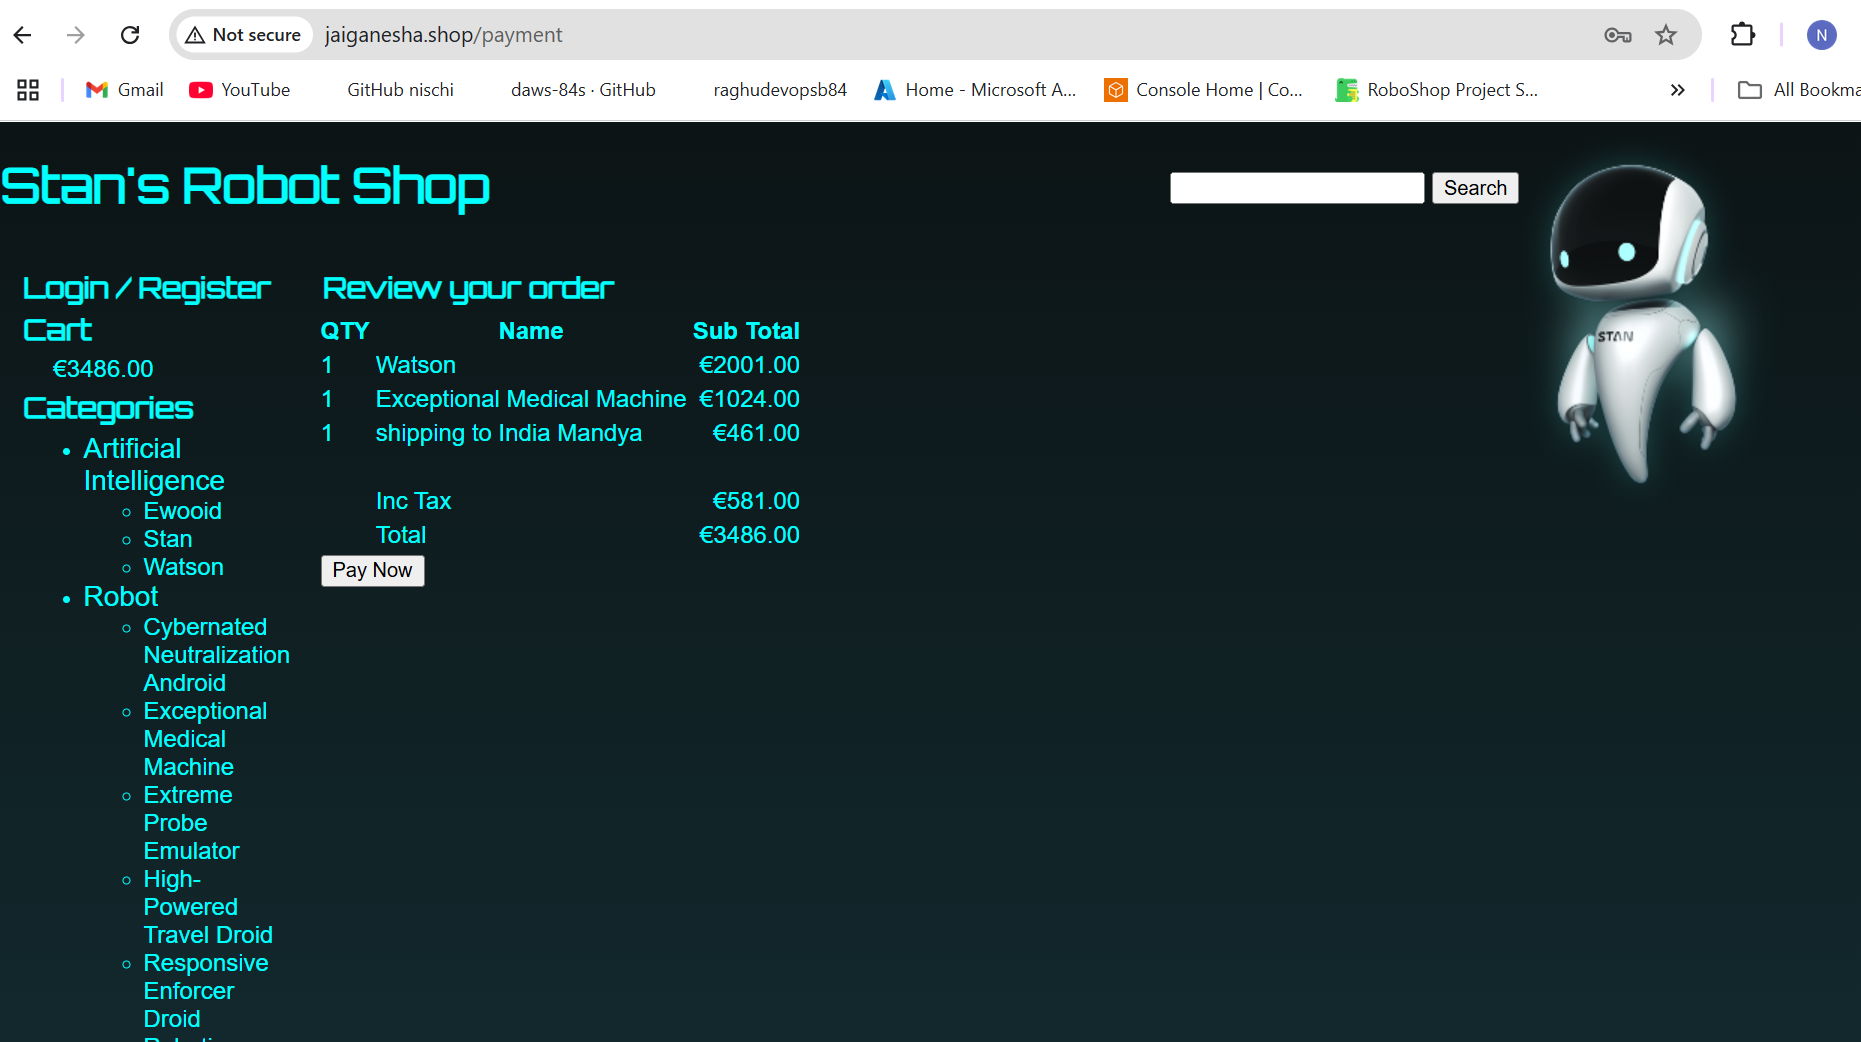 Not secure jaiganesha.shop/payment N
Gmail YouTube GitHub nischi daws-84s · GitHub raghudevopsb84 Home - Microsoft A... Console Home | Co... RoboShop Project S... » All Bookma
Stan's Robot Shop
Search
STAN
Login / Register
Cart
€3486.00
Categories
Artificial
Intelligence
Ewooid
Stan
Watson
Robot
Cybernated
Neutralization
Android
Exceptional
Medical
Machine
Extreme
Probe
Emulator
High-
Powered
Travel Droid
Responsive
Enforcer
Droid
Review your order
QTY Name Sub Total
1 Watson €2001.00
1 Exceptional Medical Machine €1024.00
1 shipping to India Mandya €461.00
Inc Tax €581.00
Total €3486.00
Pay Now